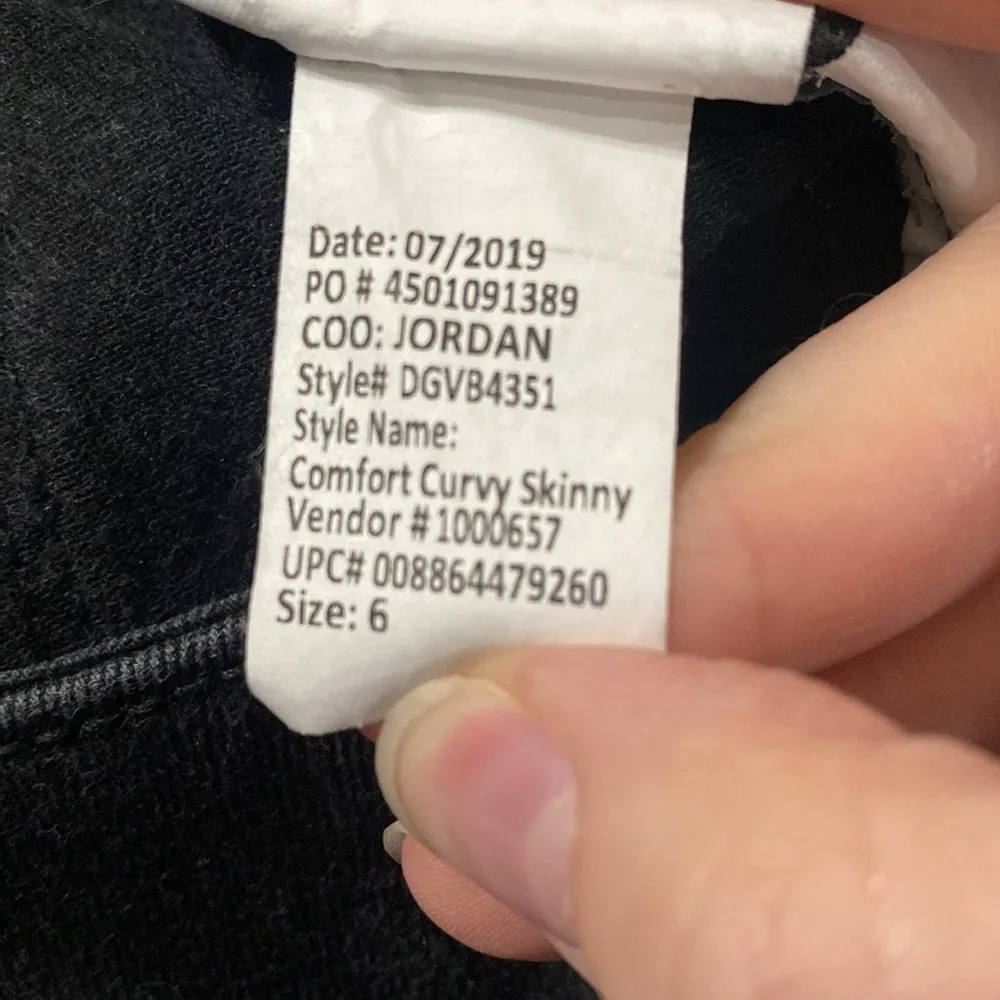 Date: 07/2019
PO # 4501091389
COO: JORDAN
Style# DGVB4351
Style Name:
Comfort Curvy Skinny
Vendor # 1000657
UPC# 008864479260
Size: 6